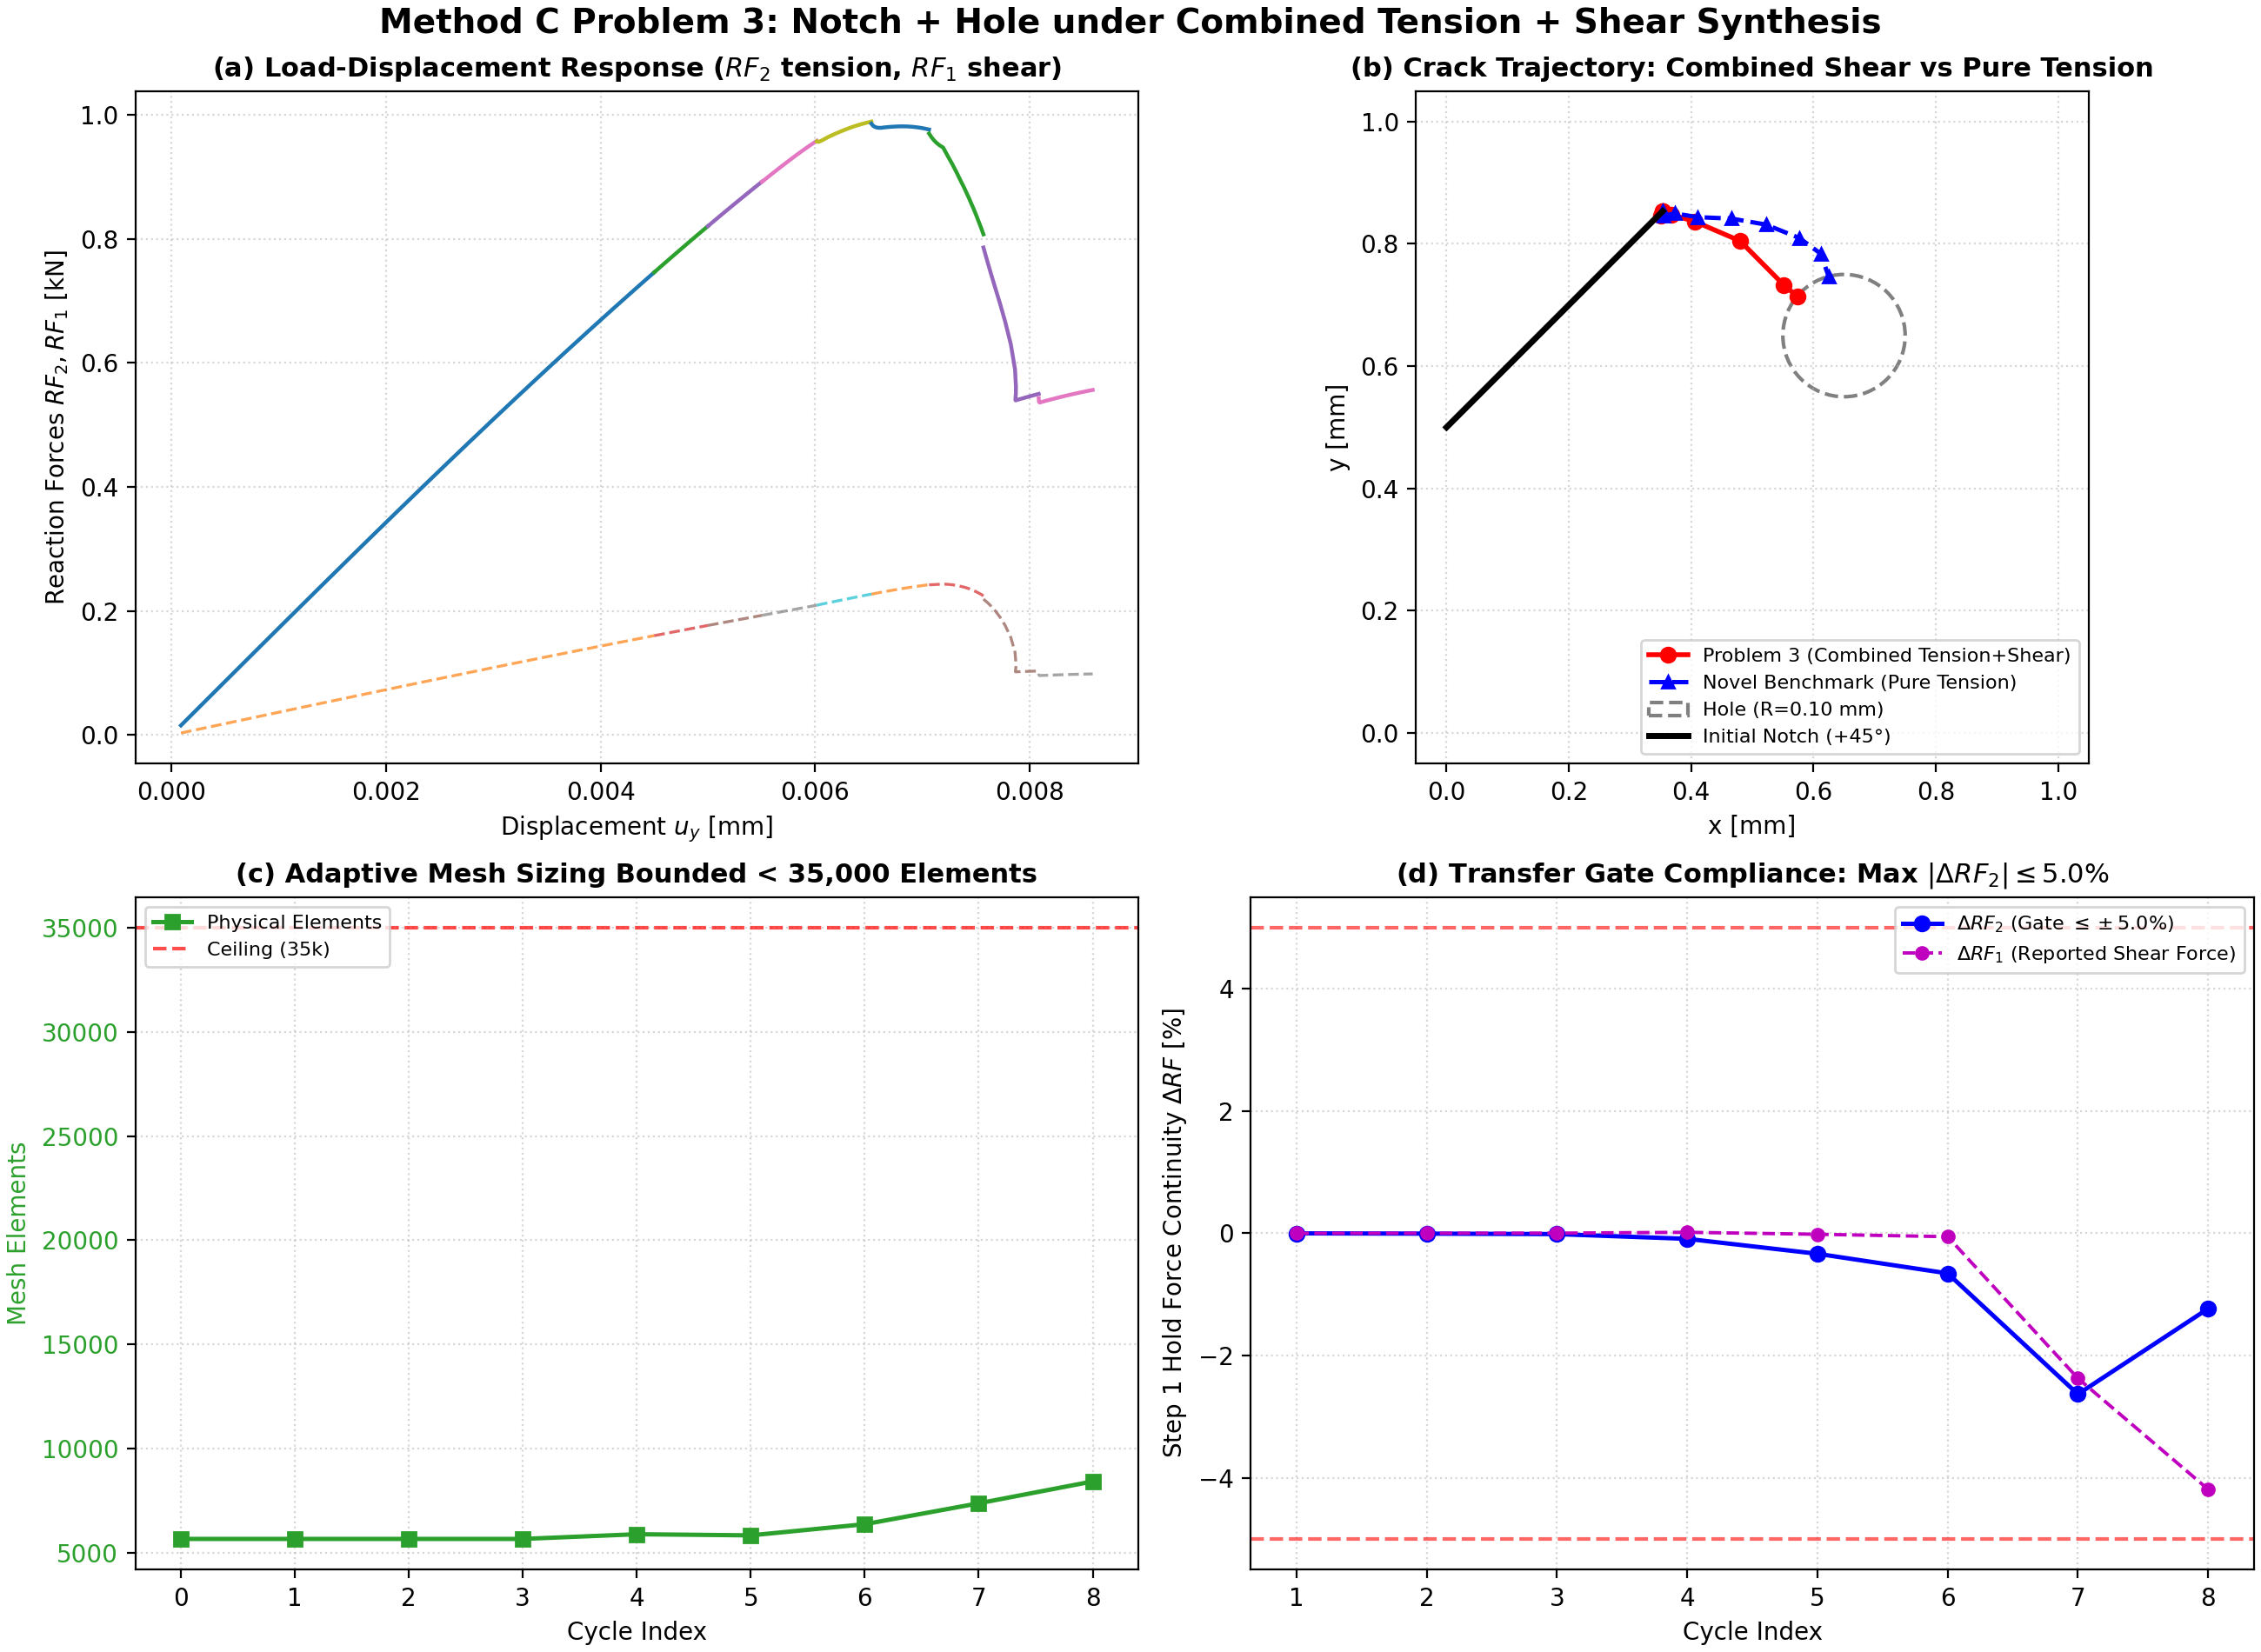 Method C Problem 3: Notch + Hole under Combined Tension + Shear Synthesis
(a) Load-Displacement Response (RF₂ tension, RF₁ shear)
Reaction Forces RF₂, RF₁ [kN]
1.0
0.8
0.6
0.4
0.2
0.0
0.000 0.002 0.004 0.006 0.008
Displacement u_y [mm]
(b) Crack Trajectory: Combined Shear vs Pure Tension
y [mm]
1.0
0.8
0.6
0.4
0.2
0.0
Problem 3 (Combined Tension+Shear)
Novel Benchmark (Pure Tension)
Hole (R=0.10 mm)
Initial Notch (+45°)
0.0 0.2 0.4 0.6 0.8 1.0
x [mm]
(c) Adaptive Mesh Sizing Bounded < 35,000 Elements
Mesh Elements
Physical Elements
Ceiling (35k)
35000
30000
25000
20000
15000
10000
5000
0 1 2 3 4 5 6 7 8
Cycle Index
(d) Transfer Gate Compliance: Max |ΔRF₂| ≤ 5.0%
Step 1 Hold Force Continuity ΔRF [%]
ΔRF₂ (Gate ≤ ±5.0%)
ΔRF₁ (Reported Shear Force)
4
2
0
−2
−4
1 2 3 4 5 6 7 8
Cycle Index